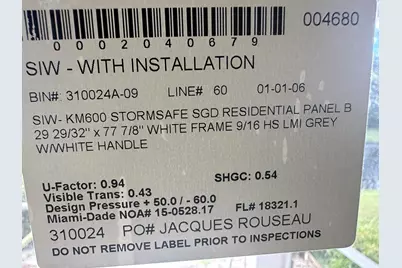 004680
000240679
SIW - WITH INSTALLATION
BIN#: 310024A-09 LINE#: 60 01-01-06
SIW- KM600 STORMSAFE SGD RESIDENTIAL PANEL B
29 29/32" x 77 7/8" WHITE FRAME 9/16 HS LMI GREY
W/WHITE HANDLE
U-Factor: 0.94 SHGC: 0.54
Visible Trans: 0.43
Design Pressure + 50.0 / - 60.0
Miami-Dade NOA# 15-0528.17 FL# 18321.1
310024 PO# JACQUES ROUSEAU
DO NOT REMOVE LABEL PRIOR TO INSPECTIONS